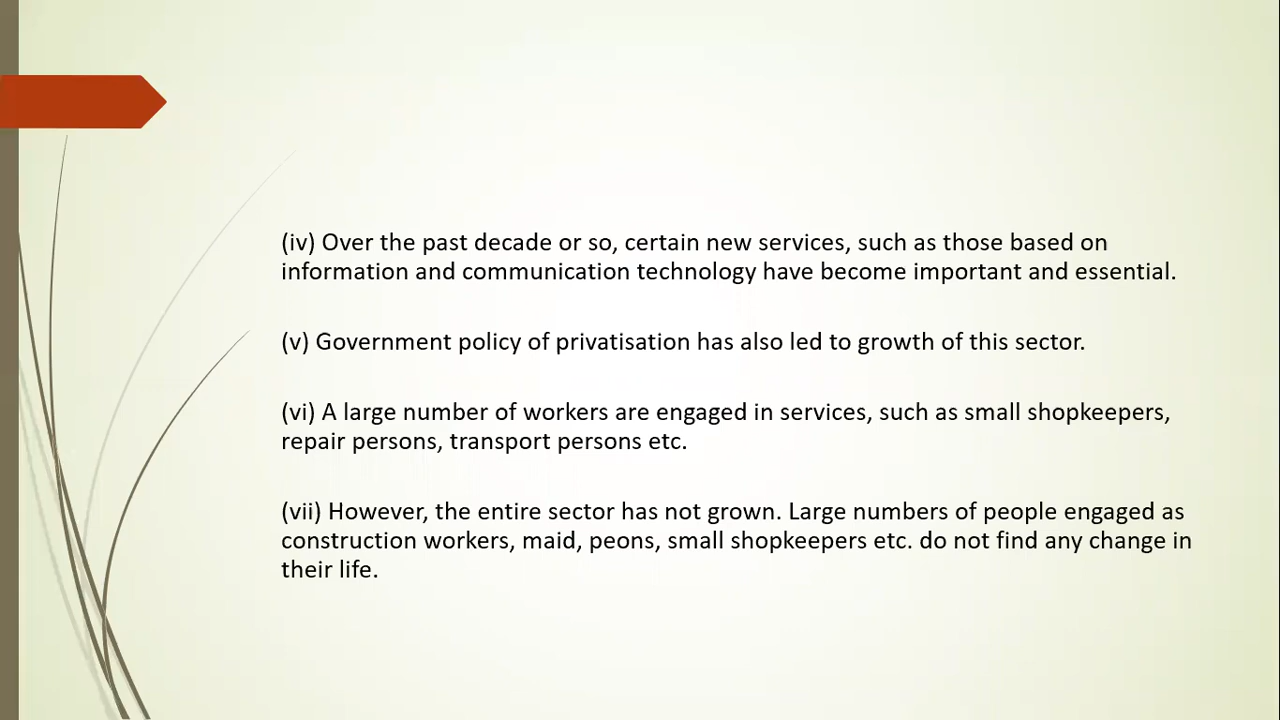 (iv) Over the past decade or so, certain new services, such as those based on
information and communication technology have become important and essential.
(v) Government policy of privatisation has also led to growth of this sector.
(vi) A large number of workers are engaged in services, such as small shopkeepers,
repair persons, transport persons etc.
(vii) However, the entire sector has not grown. Large numbers of people engaged as
construction workers, maid, peons, small shopkeepers etc. do not find any change in
their life.